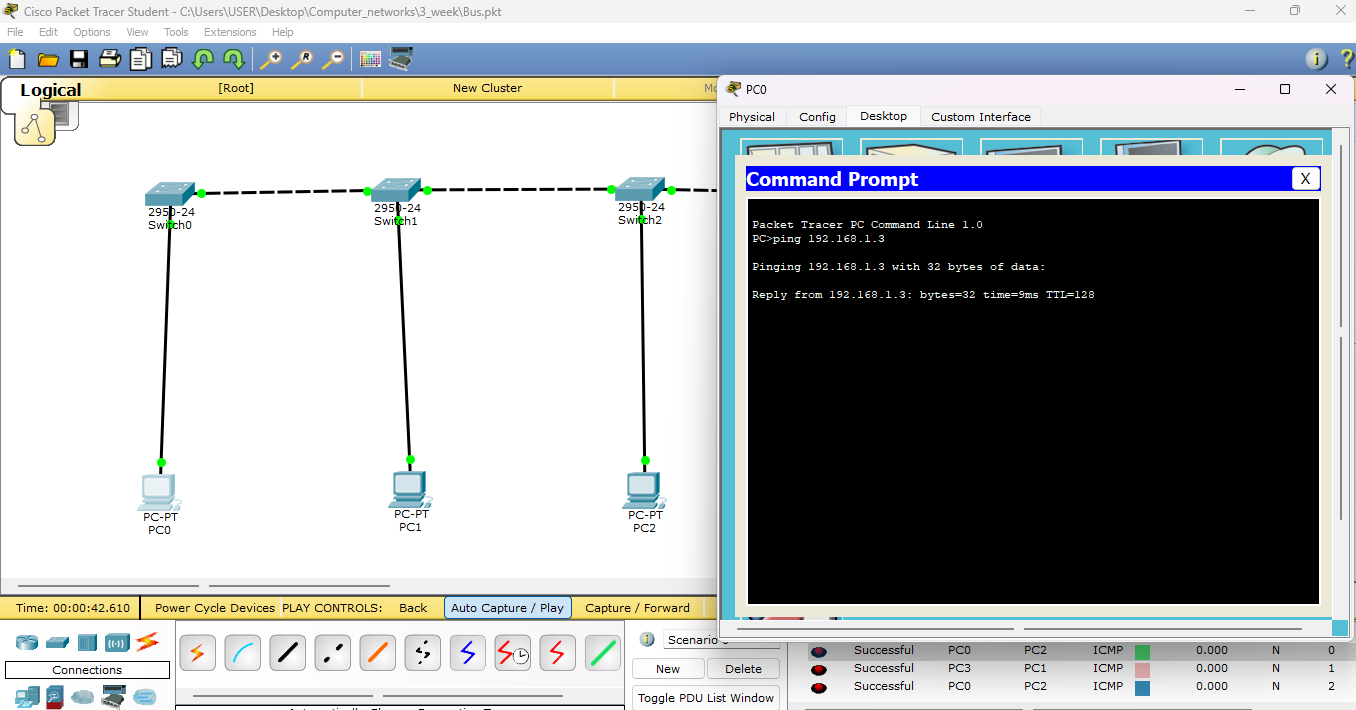 Cisco Packet Tracer Student - C:\Users\USER\Desktop\Computer_networks\3_week\Bus.pkt
File Edit Options View Tools Extensions Help
Logical [Root] New Cluster
PC0
Physical Config Desktop Custom Interface
Command Prompt X
Packet Tracer PC Command Line 1.0
PC>ping 192.168.1.3
Pinging 192.168.1.3 with 32 bytes of data:
Reply from 192.168.1.3: bytes=32 time=9ms TTL=128
2950-24
Switch0
2950-24
Switch1
2950-24
Switch2
PC-PT
PC0
PC-PT
PC1
PC-PT
PC2
Time: 00:00:42.610 Power Cycle Devices PLAY CONTROLS: Back Auto Capture / Play Capture / Forward
Connections
Scenario
New Delete
Toggle PDU List Window
Successful PC0 PC2 ICMP 0.000 N 0
Successful PC3 PC1 ICMP 0.000 N 1
Successful PC0 PC2 ICMP 0.000 N 2